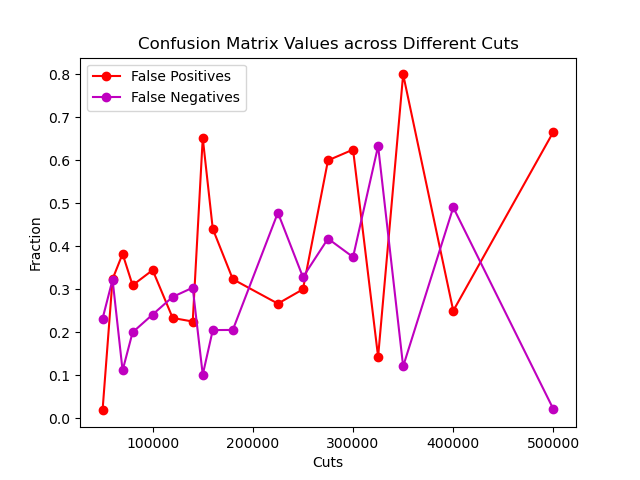 Confusion Matrix Values across Different Cuts
False Positives
False Negatives
Fraction
0.8
0.7
0.6
0.5
0.4
0.3
0.2
0.1
0.0
100000 200000 300000 400000 500000
Cuts